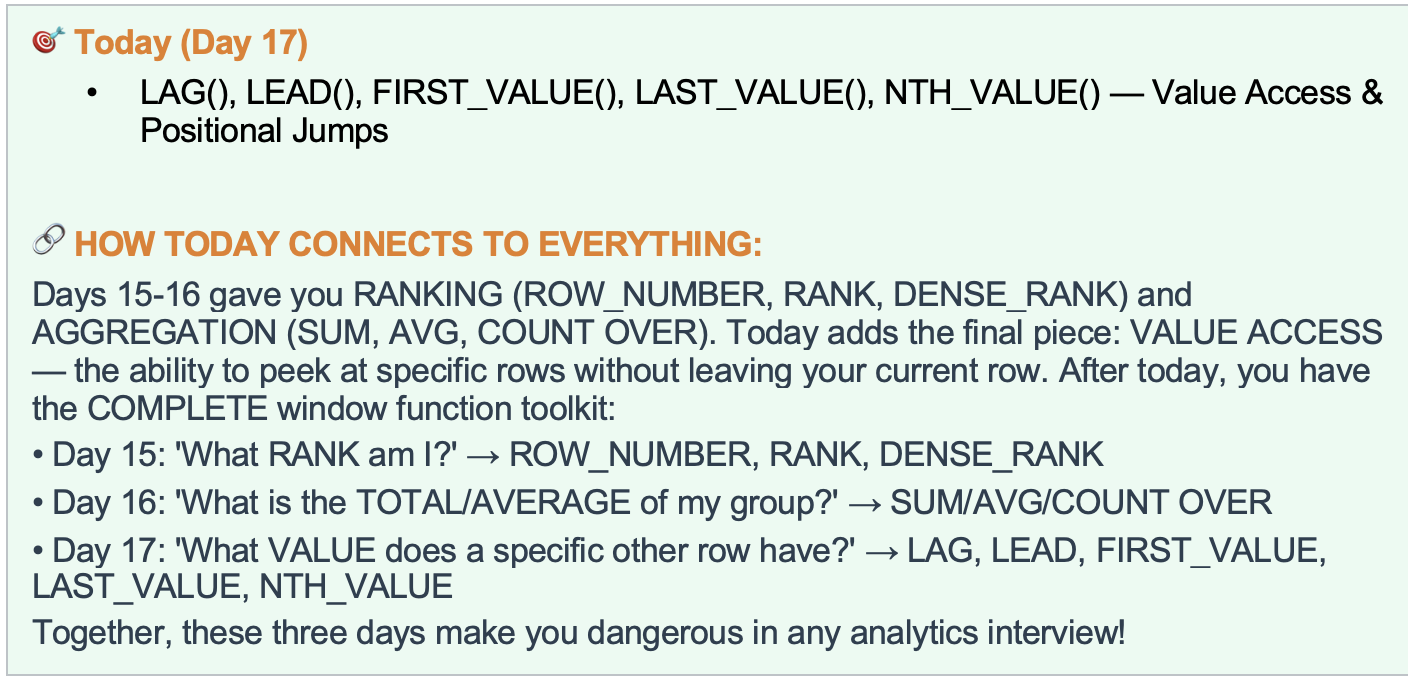 🎯 Today (Day 17)
• LAG(), LEAD(), FIRST_VALUE(), LAST_VALUE(), NTH_VALUE() — Value Access &
Positional Jumps
🔗 HOW TODAY CONNECTS TO EVERYTHING:
Days 15-16 gave you RANKING (ROW_NUMBER, RANK, DENSE_RANK) and
AGGREGATION (SUM, AVG, COUNT OVER). Today adds the final piece: VALUE ACCESS
— the ability to peek at specific rows without leaving your current row. After today, you have
the COMPLETE window function toolkit:
• Day 15: 'What RANK am I?' → ROW_NUMBER, RANK, DENSE_RANK
• Day 16: 'What is the TOTAL/AVERAGE of my group?' → SUM/AVG/COUNT OVER
• Day 17: 'What VALUE does a specific other row have?' → LAG, LEAD, FIRST_VALUE,
LAST_VALUE, NTH_VALUE
Together, these three days make you dangerous in any analytics interview!